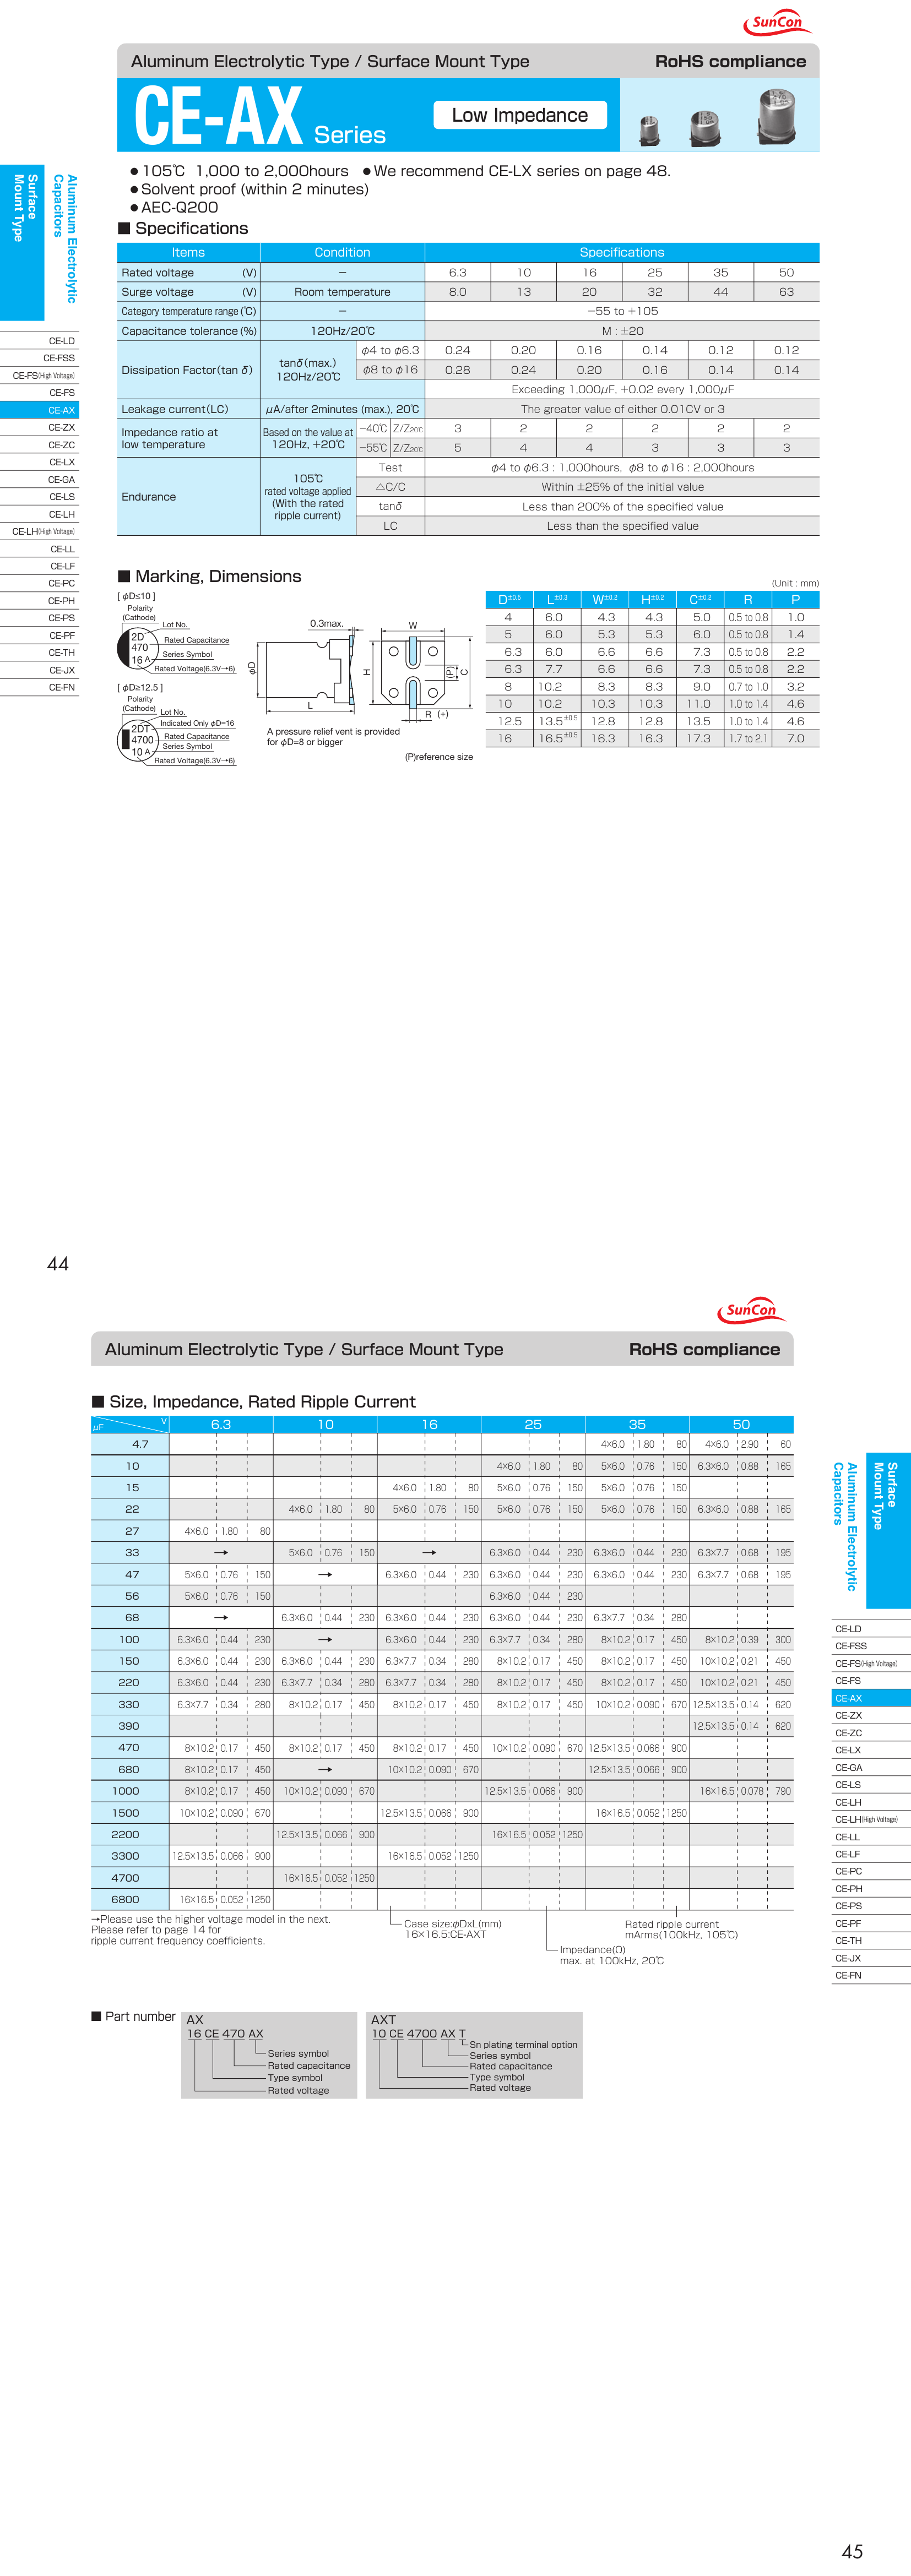 SunCon
Aluminum Electrolytic Type / Surface Mount Type RoHS compliance
CE-AX Series Low Impedance
●105℃ 1,000 to 2,000hours ●We recommend CE-LX series on page 48.
●Solvent proof (within 2 minutes)
●AEC-Q200
Surface Mount Type
Aluminum Electrolytic Capacitors
CE-LD
CE-FSS
CE-FS(High Voltage)
CE-FS
CE-AX
CE-ZX
CE-ZC
CE-LX
CE-GA
CE-LS
CE-LH
CE-LH(High Voltage)
CE-LL
CE-LF
CE-PC
CE-PH
CE-PS
CE-PF
CE-TH
CE-JX
CE-FN
■ Specifications
Items Condition Specifications
Rated voltage (V) − 6.3 10 16 25 35 50
Surge voltage (V) Room temperature 8.0 13 20 32 44 63
Category temperature range (℃) − −55 to +105
Capacitance tolerance (%) 120Hz/20℃ M : ±20
Dissipation Factor(tan δ) tanδ(max.) 120Hz/20℃ φ4 to φ6.3 0.24 0.20 0.16 0.14 0.12 0.12
φ8 to φ16 0.28 0.24 0.20 0.16 0.14 0.14
Exceeding 1,000μF, +0.02 every 1,000μF
Leakage current(LC) μA/after 2minutes (max.), 20℃ The greater value of either 0.01CV or 3
Impedance ratio at low temperature Based on the value at 120Hz, +20℃ −40℃ Z/Z20℃ 3 2 2 2 2 2
−55℃ Z/Z20℃ 5 4 4 3 3 3
Endurance 105℃ rated voltage applied (With the rated ripple current) Test φ4 to φ6.3 : 1,000hours, φ8 to φ16 : 2,000hours
△C/C Within ±25% of the initial value
tanδ Less than 200% of the specified value
LC Less than the specified value
■ Marking, Dimensions
(Unit : mm)
[ φD≤10 ]
Polarity
(Cathode)
Lot No.
2D
Rated Capacitance
470
Series Symbol
16 A
Rated Voltage(6.3V→6)
[ φD≥12.5 ]
Polarity
(Cathode)
Lot No.
Indicated Only φD=16
2DT
Rated Capacitance
4700
Series Symbol
10 A
Rated Voltage(6.3V→6)
0.3max.
W
φD
H
(P)
C
L
R (+)
A pressure relief vent is provided
for φD=8 or bigger
(P)reference size
D±0.5 L±0.3 W±0.2 H±0.2 C±0.2 R P
4 6.0 4.3 4.3 5.0 0.5 to 0.8 1.0
5 6.0 5.3 5.3 6.0 0.5 to 0.8 1.4
6.3 6.0 6.6 6.6 7.3 0.5 to 0.8 2.2
6.3 7.7 6.6 6.6 7.3 0.5 to 0.8 2.2
8 10.2 8.3 8.3 9.0 0.7 to 1.0 3.2
10 10.2 10.3 10.3 11.0 1.0 to 1.4 4.6
12.5 13.5±0.5 12.8 12.8 13.5 1.0 to 1.4 4.6
16 16.5±0.5 16.3 16.3 17.3 1.7 to 2.1 7.0
44
SunCon
Aluminum Electrolytic Type / Surface Mount Type RoHS compliance
■ Size, Impedance, Rated Ripple Current
μF V 6.3 10 16 25 35 50
4.7 4×6.0 1.80 80 4×6.0 2.90 60
10 4×6.0 1.80 80 5×6.0 0.76 150 6.3×6.0 0.88 165
15 4×6.0 1.80 80 5×6.0 0.76 150 5×6.0 0.76 150
22 4×6.0 1.80 80 5×6.0 0.76 150 5×6.0 0.76 150 5×6.0 0.76 150 6.3×6.0 0.88 165
27 4×6.0 1.80 80
33 → 5×6.0 0.76 150 → 6.3×6.0 0.44 230 6.3×6.0 0.44 230 6.3×7.7 0.68 195
47 5×6.0 0.76 150 → 6.3×6.0 0.44 230 6.3×6.0 0.44 230 6.3×6.0 0.44 230 6.3×7.7 0.68 195
56 5×6.0 0.76 150 6.3×6.0 0.44 230
68 → 6.3×6.0 0.44 230 6.3×6.0 0.44 230 6.3×6.0 0.44 230 6.3×7.7 0.34 280
100 6.3×6.0 0.44 230 → 6.3×6.0 0.44 230 6.3×7.7 0.34 280 8×10.2 0.17 450 8×10.2 0.39 300
150 6.3×6.0 0.44 230 6.3×6.0 0.44 230 6.3×7.7 0.34 280 8×10.2 0.17 450 8×10.2 0.17 450 10×10.2 0.21 450
220 6.3×6.0 0.44 230 6.3×7.7 0.34 280 6.3×7.7 0.34 280 8×10.2 0.17 450 8×10.2 0.17 450 10×10.2 0.21 450
330 6.3×7.7 0.34 280 8×10.2 0.17 450 8×10.2 0.17 450 8×10.2 0.17 450 10×10.2 0.090 670 12.5×13.5 0.14 620
390 12.5×13.5 0.14 620
470 8×10.2 0.17 450 8×10.2 0.17 450 8×10.2 0.17 450 10×10.2 0.090 670 12.5×13.5 0.066 900
680 8×10.2 0.17 450 → 10×10.2 0.090 670 12.5×13.5 0.066 900
1000 8×10.2 0.17 450 10×10.2 0.090 670 12.5×13.5 0.066 900 16×16.5 0.078 790
1500 10×10.2 0.090 670 12.5×13.5 0.066 900 16×16.5 0.052 1250
2200 12.5×13.5 0.066 900 16×16.5 0.052 1250
3300 12.5×13.5 0.066 900 16×16.5 0.052 1250
4700 16×16.5 0.052 1250
6800 16×16.5 0.052 1250
→Please use the higher voltage model in the next.
Please refer to page 14 for
ripple current frequency coefficients.
Case size:φDxL(mm)
16×16.5:CE-AXT
Impedance(Ω)
max. at 100kHz, 20℃
Rated ripple current
mArms(100kHz, 105℃)
■ Part number
AX
16 CE 470 AX
Series symbol
Rated capacitance
Type symbol
Rated voltage
AXT
10 CE 4700 AX T
Sn plating terminal option
Series symbol
Rated capacitance
Type symbol
Rated voltage
Surface Mount Type
Aluminum Electrolytic Capacitors
CE-LD
CE-FSS
CE-FS(High Voltage)
CE-FS
CE-AX
CE-ZX
CE-ZC
CE-LX
CE-GA
CE-LS
CE-LH
CE-LH(High Voltage)
CE-LL
CE-LF
CE-PC
CE-PH
CE-PS
CE-PF
CE-TH
CE-JX
CE-FN
45